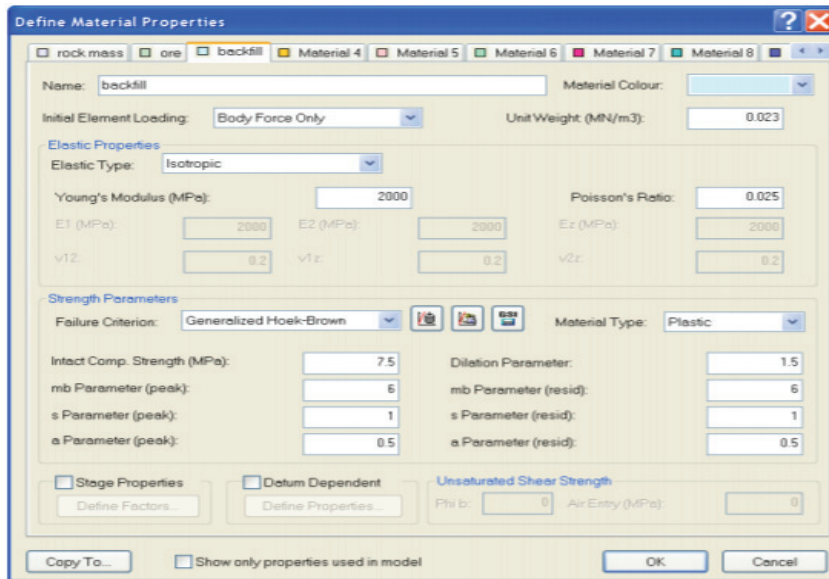 Define Material Properties
rock mass ore backfill Material 4 Material 5 Material 6 Material 7 Material 8
Name: backfill Material Colour:
Initial Element Loading: Body Force Only Unit Weight (MN/m3): 0.023
Elastic Properties
Elastic Type: Isotropic
Young's Modulus (MPa): 2000 Poisson's Ratio: 0.025
E1 (MPa): 2000 E2 (MPa): 2000 Ez (MPa): 2000
v12: 0.2 v1z: 0.2 v2z: 0.2
Strength Parameters
Failure Criterion: Generalized Hoek-Brown GSI Material Type: Plastic
Intact Comp. Strength (MPa): 7.5 Dilation Parameter: 1.5
mb Parameter (peak): 6 mb Parameter (resid): 6
s Parameter (peak): 1 s Parameter (resid): 1
a Parameter (peak): 0.5 a Parameter (resid): 0.5
Stage Properties Datum Dependent Unsaturated Shear Strength
Define Factors... Define Properties... Phi b: 0 Air Entry (MPa): 0
Copy To... Show only properties used in model OK Cancel